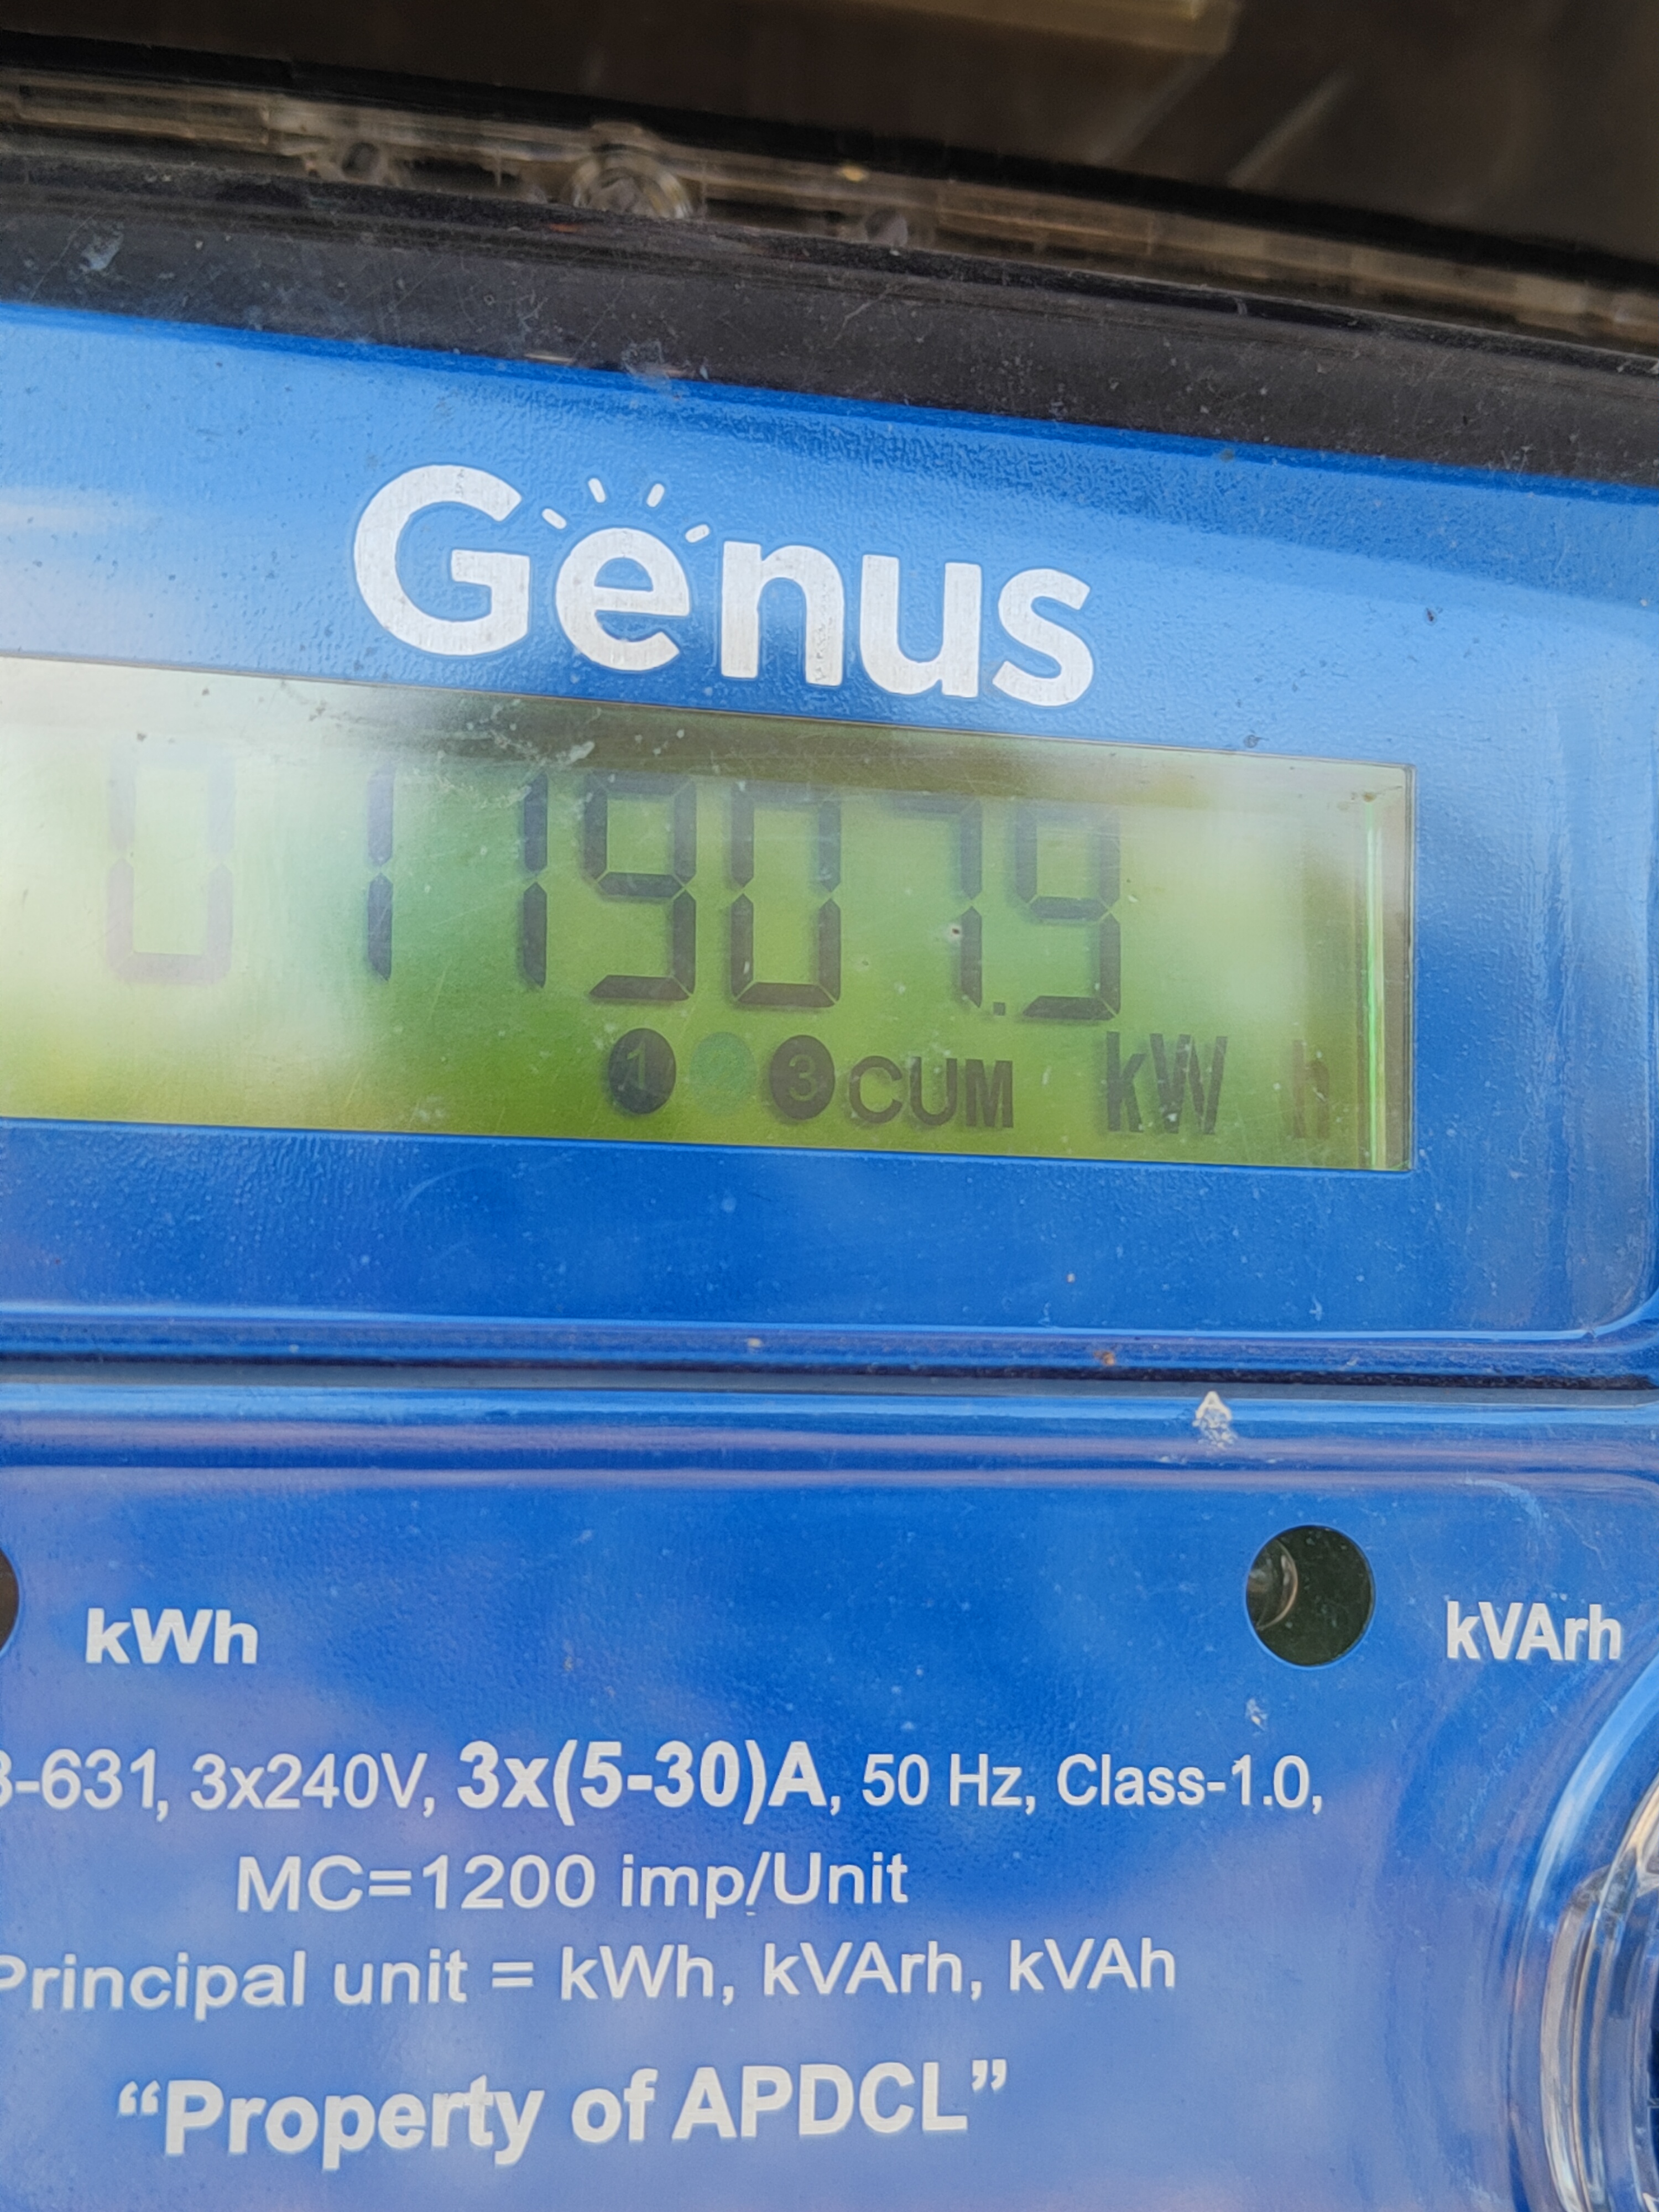 Genus
011907.9
1 3 CUM kW h
kWh
kVArh
3-631, 3x240V, 3x(5-30)A, 50 Hz, Class-1.0,
MC=1200 imp/Unit
Principal unit = kWh, kVArh, kVAh
“Property of APDCL”